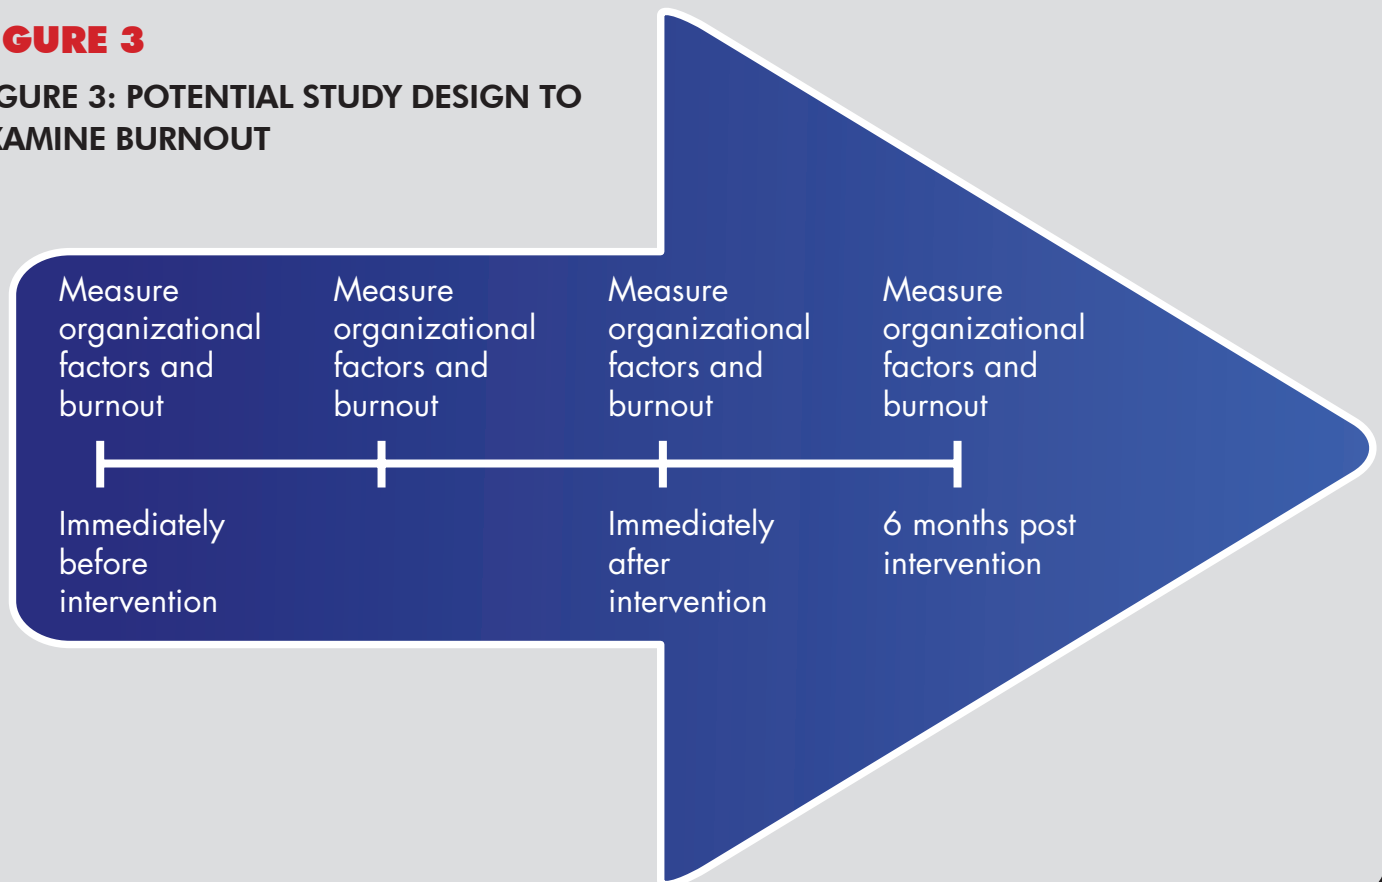 GURE 3
GURE 3: POTENTIAL STUDY DESIGN TO
XAMINE BURNOUT
Measure
organizational
factors and
burnout
Measure
organizational
factors and
burnout
Measure
organizational
factors and
burnout
Measure
organizational
factors and
burnout
Immediately
before
intervention
Immediately
after
intervention
6 months post
intervention